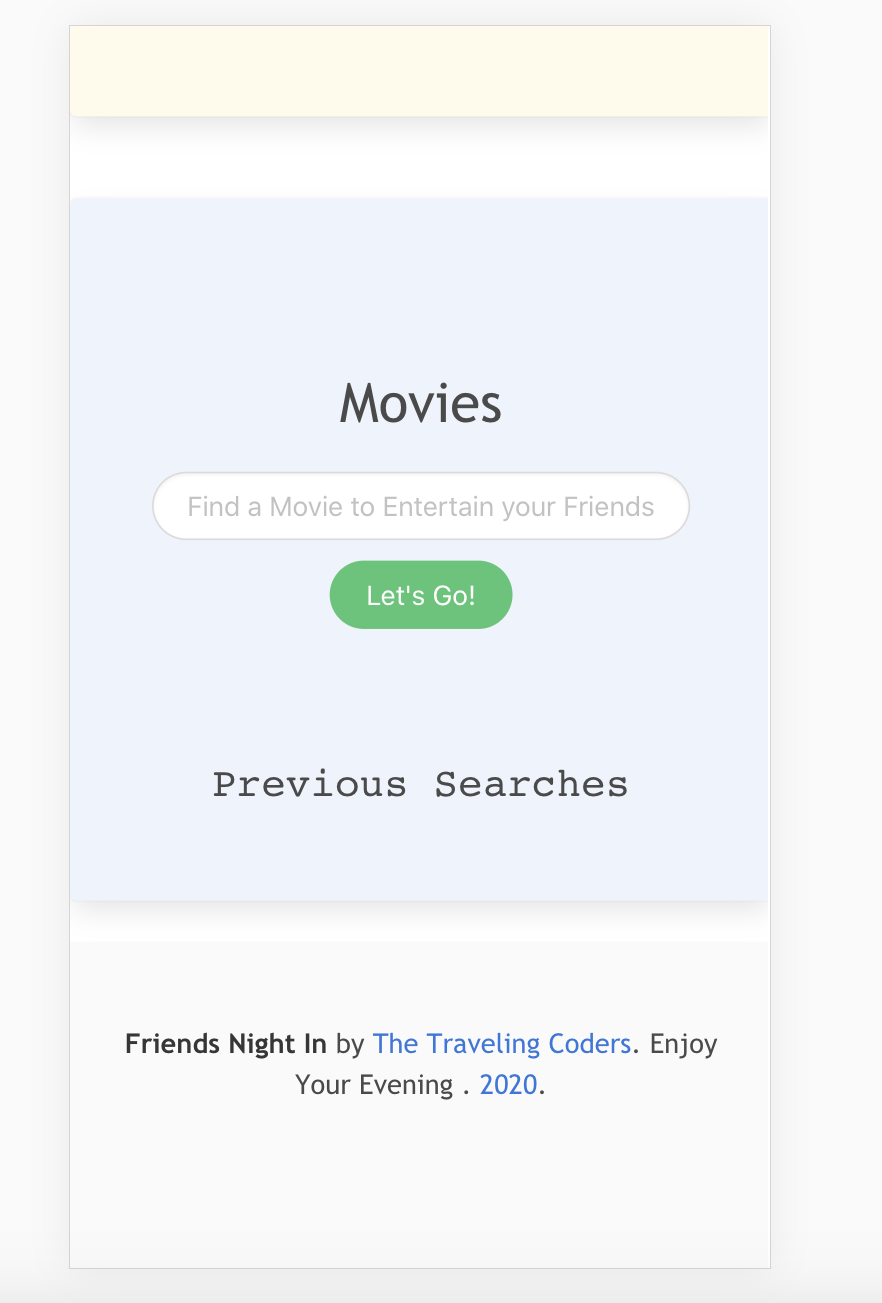 Movies
Find a Movie to Entertain your Friends
Let's Go!
Previous Searches
Friends Night In by The Traveling Coders. Enjoy
Your Evening . 2020.